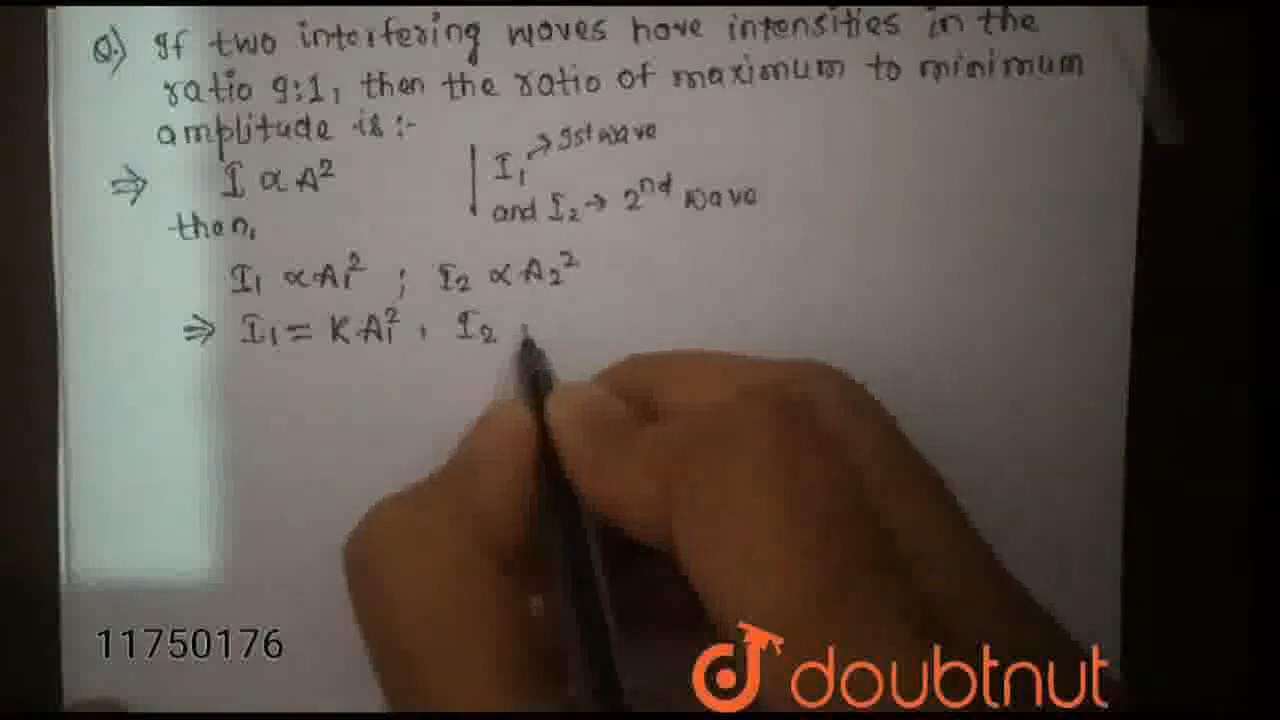 Q.) If two interfering waves have intensities in the
ratio 9:1, then the ratio of maximum to minimum
amplitude is :-
⇒ I ∝ A² | I₁ → Ist wave
then, and I₂ → 2nd wave
I₁ ∝ A₁² ; I₂ ∝ A₂²
⇒ I₁ = KA₁² , I₂
11750176
doubtnut